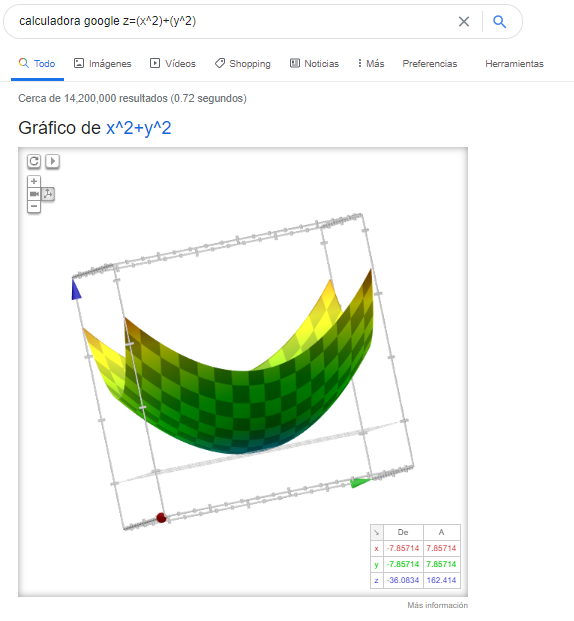 calculadora google z=(x^2)+(y^2)
Todo Imágenes Vídeos Shopping Noticias Más Preferencias Herramientas
Cerca de 14,200,000 resultados (0.72 segundos)
Gráfico de x^2+y^2
De A
x -7.85714 7.85714
y -7.85714 7.85714
z -36.0834 162.414
Más información